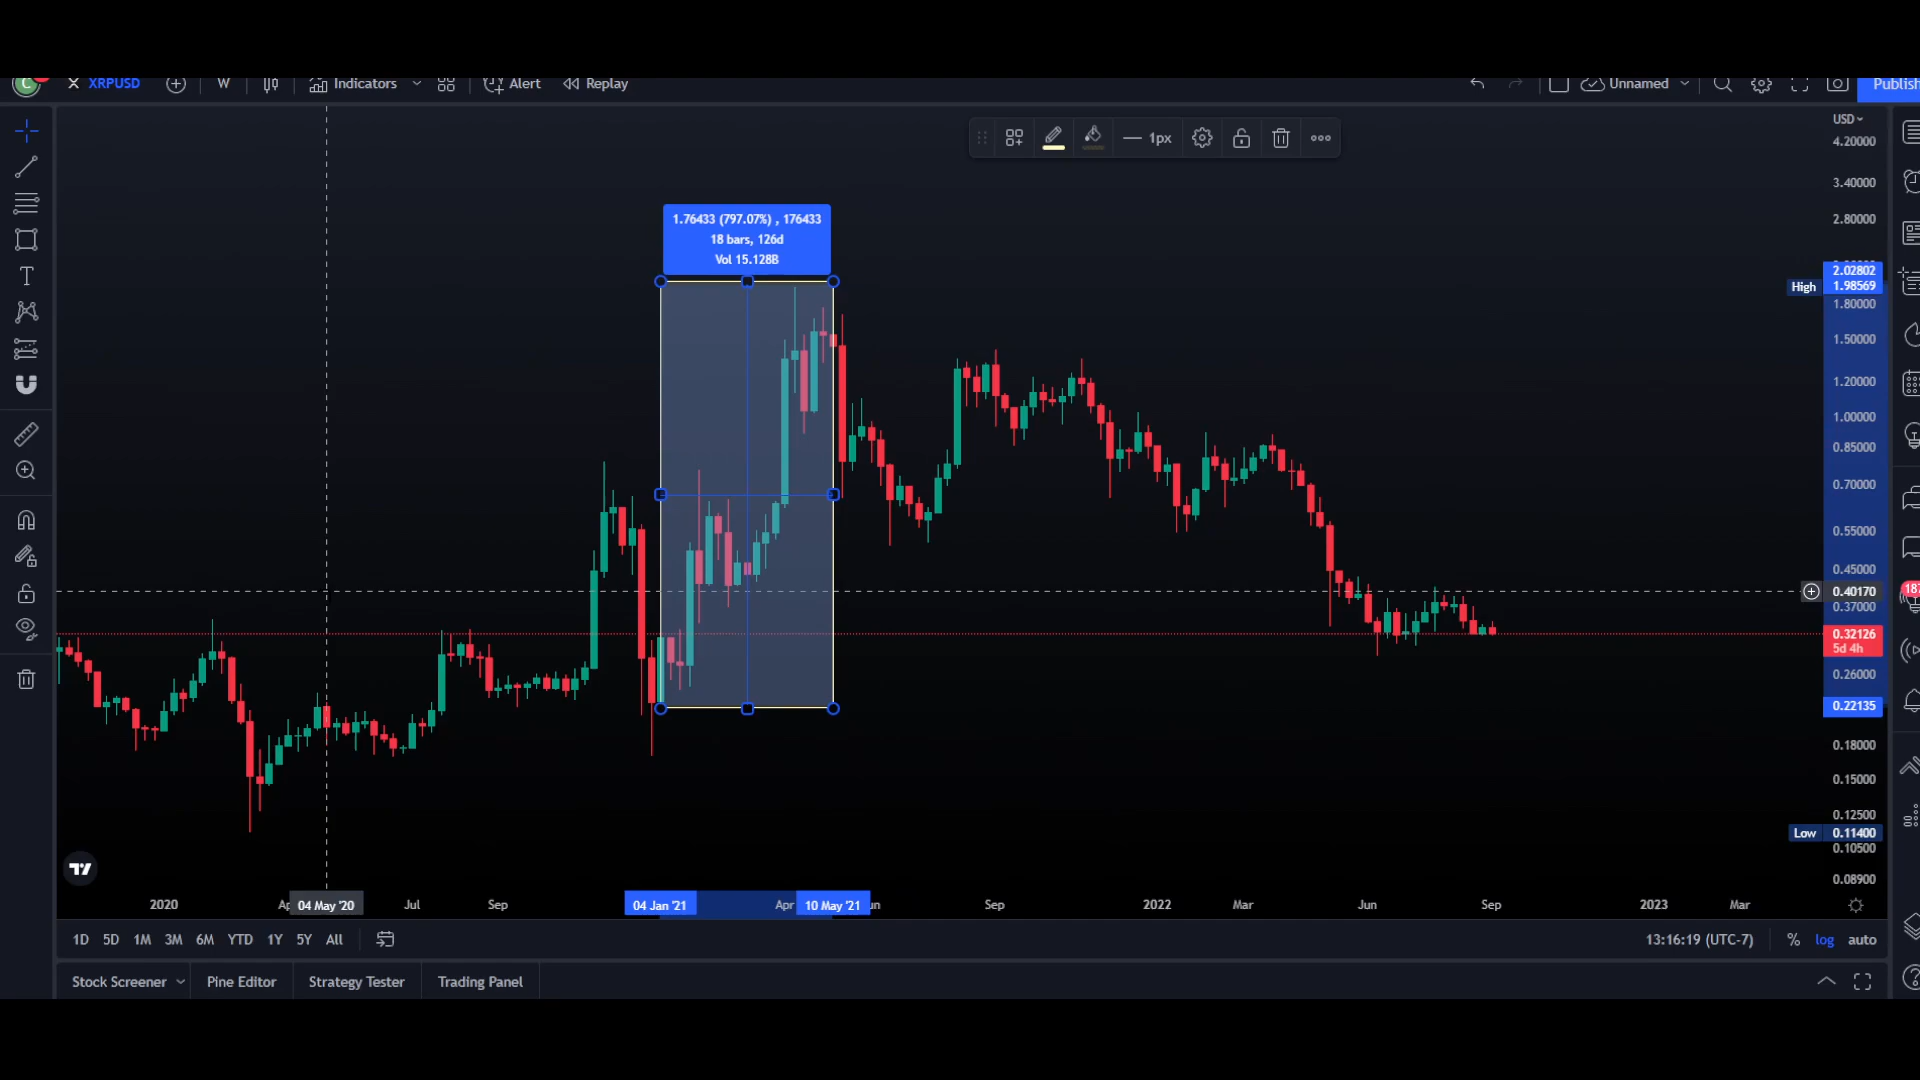 C XRPUSD W Indicators Alert Replay Unnamed Publish
1px
1.76433 (797.07%) , 176433
18 bars, 126d
Vol 15.128B
USD
4.20000
3.40000
2.80000
2.02802
High 1.98569
1.80000
1.50000
1.20000
1.00000
0.85000
0.70000
0.55000
0.45000
0.40170
0.37000
0.32126
5d 4h
0.26000
0.22135
0.18000
0.15000
0.12500
Low 0.11400
0.10500
0.08900
187
T
2020 Ap 04 May '20 Jul Sep 04 Jan '21 Apr 10 May '21 un Sep 2022 Mar Jun Sep 2023 Mar
1D 5D 1M 3M 6M YTD 1Y 5Y All 13:16:19 (UTC-7) % log auto
Stock Screener Pine Editor Strategy Tester Trading Panel